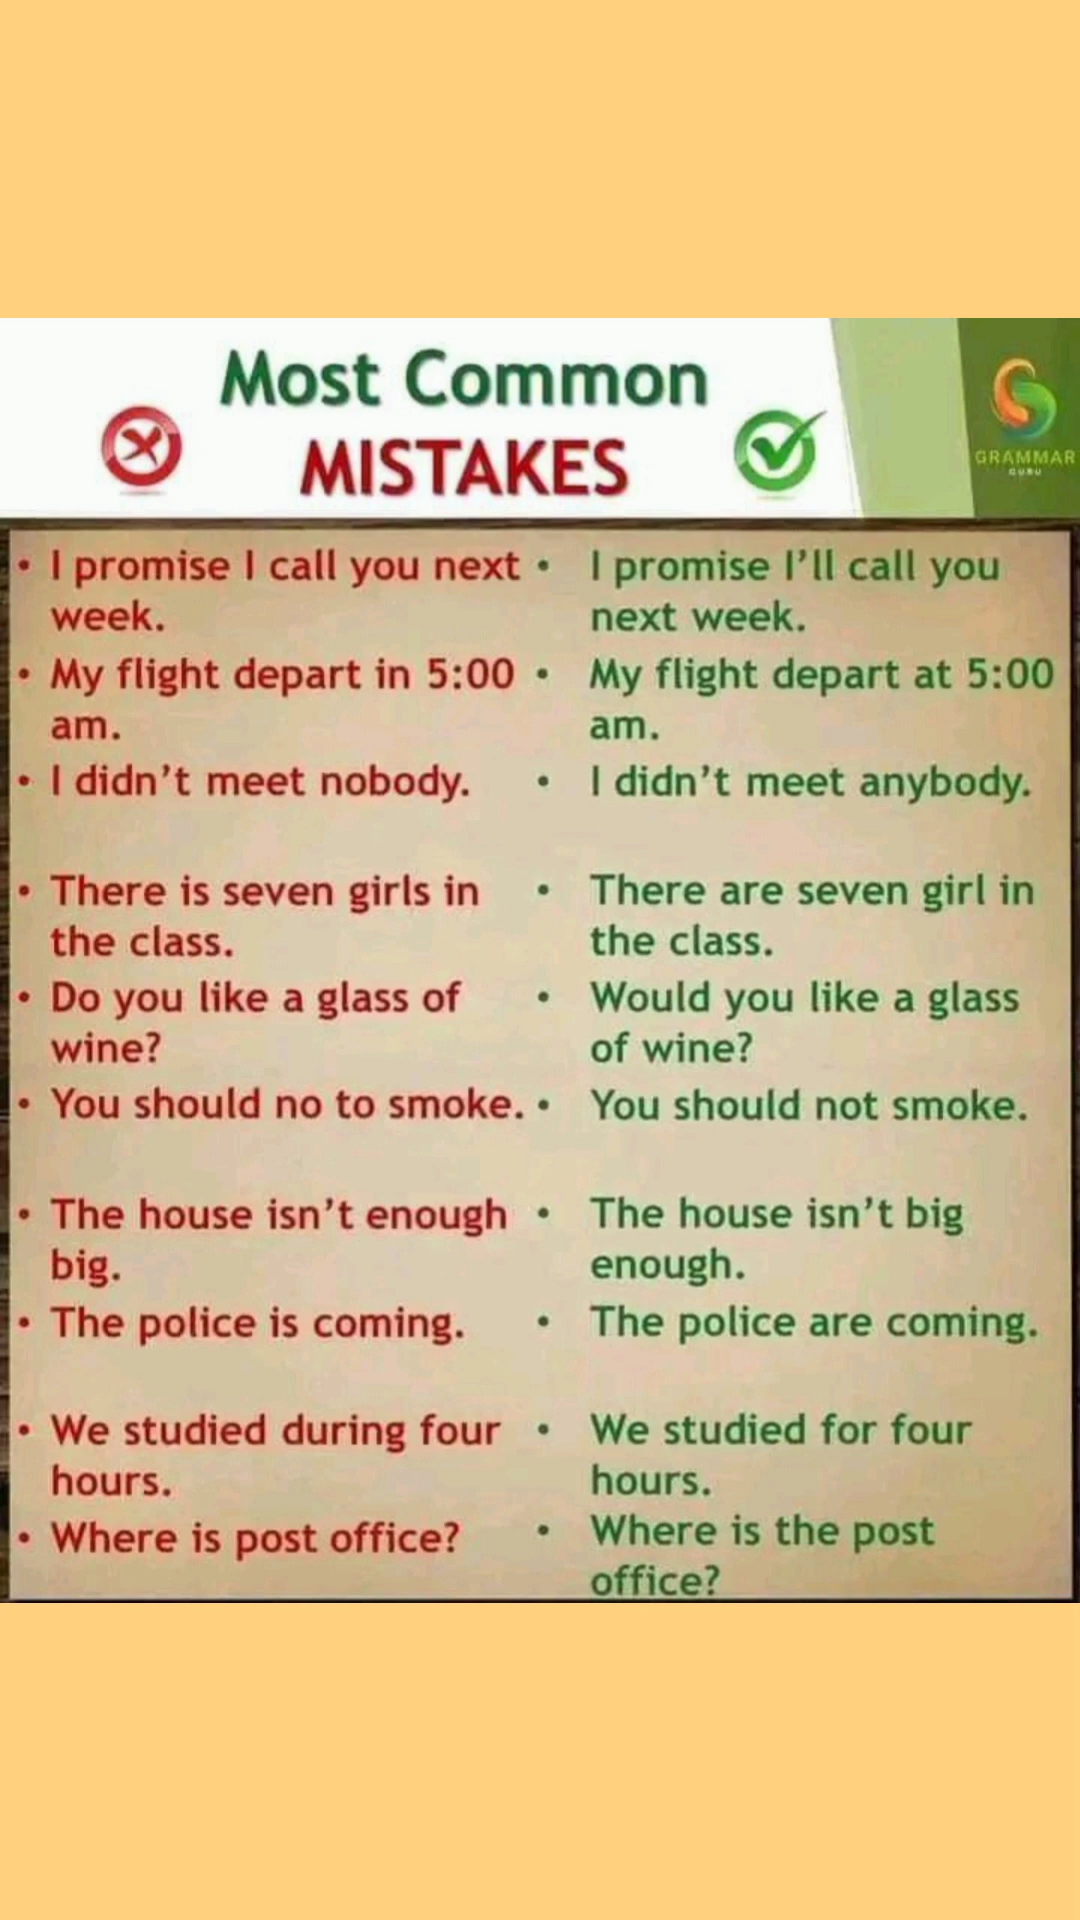 Most Common
MISTAKES
GRAMMAR
GURU
• I promise I call you next
week.
• My flight depart in 5:00
am.
• I didn't meet nobody.
• There is seven girls in
the class.
• Do you like a glass of
wine?
• You should no to smoke.
• The house isn't enough
big.
• The police is coming.
• We studied during four
hours.
• Where is post office?
• I promise I'll call you
next week.
• My flight depart at 5:00
am.
• I didn't meet anybody.
• There are seven girl in
the class.
• Would you like a glass
of wine?
• You should not smoke.
• The house isn't big
enough.
• The police are coming.
• We studied for four
hours.
• Where is the post
office?